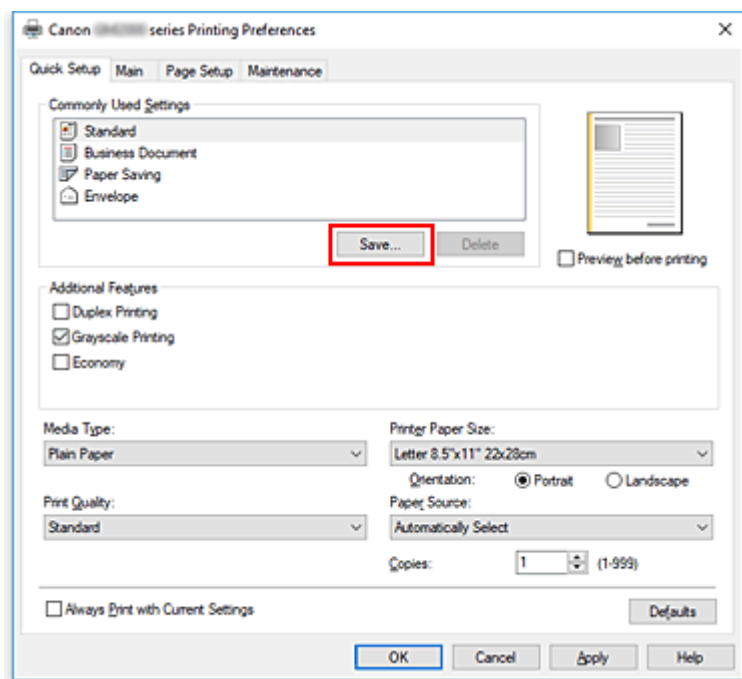 Canon series Printing Preferences
Quick Setup Main Page Setup Maintenance
Commonly Used Settings
Standard
Business Document
Paper Saving
Envelope
Save... Delete
Preview before printing
Additional Features
Duplex Printing
Grayscale Printing
Economy
Media Type: Printer Paper Size:
Plain Paper Letter 8.5"x11" 22x28cm
Orientation: Portrait Landscape
Print Quality: Paper Source:
Standard Automatically Select
Copies: 1 (1-999)
Always Print with Current Settings Defaults
OK Cancel Apply Help